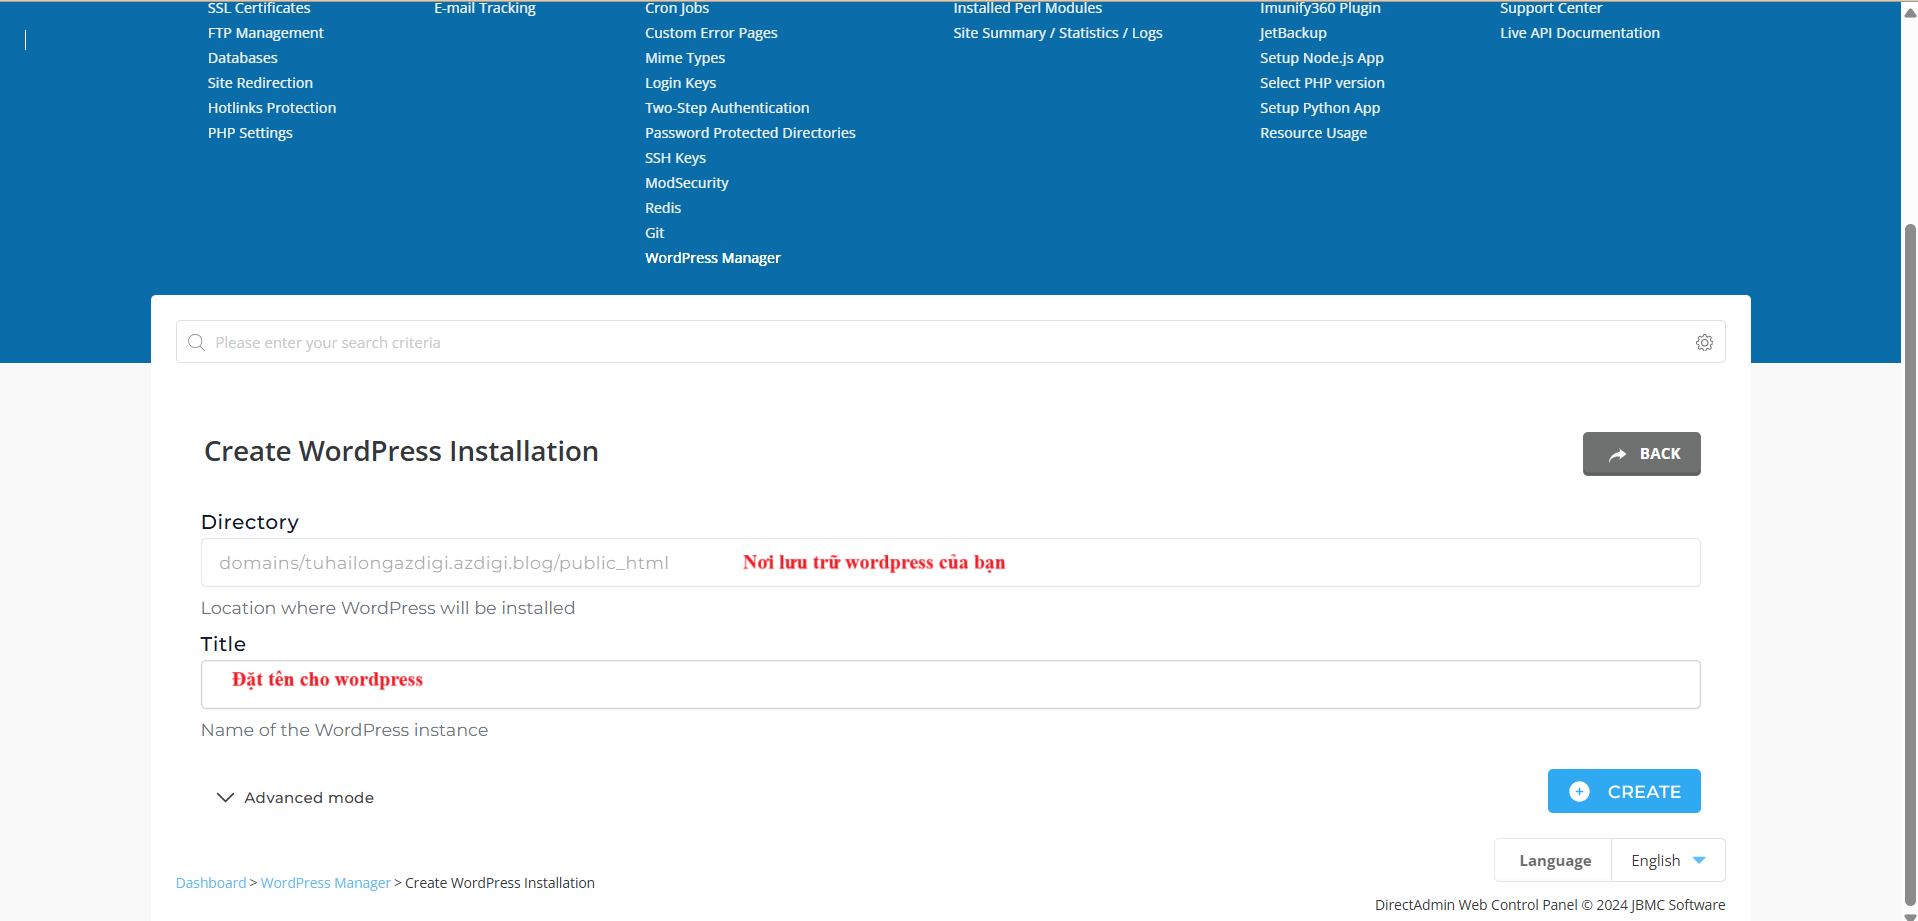 SSL Certificates
FTP Management
Databases
Site Redirection
Hotlinks Protection
PHP Settings
E-mail Tracking
Cron Jobs
Custom Error Pages
Mime Types
Login Keys
Two-Step Authentication
Password Protected Directories
SSH Keys
ModSecurity
Redis
Git
WordPress Manager
Installed Perl Modules
Site Summary / Statistics / Logs
Imunify360 Plugin
JetBackup
Setup Node.js App
Select PHP version
Setup Python App
Resource Usage
Support Center
Live API Documentation
Please enter your search criteria
Create WordPress Installation
BACK
Directory
domains/tuhailongazdigi.azdigi.blog/public_html
Nơi lưu trữ wordpress của bạn
Location where WordPress will be installed
Title
Đặt tên cho wordpress
Name of the WordPress instance
Advanced mode
CREATE
Language
English
Dashboard > WordPress Manager > Create WordPress Installation
DirectAdmin Web Control Panel © 2024 JBMC Software